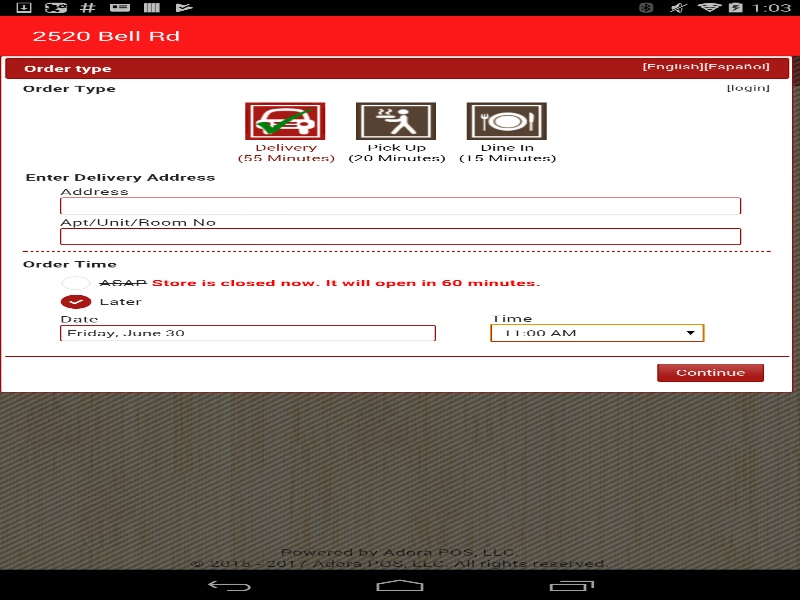 1:03
2520 Bell Rd
Order type [English][Español]
Order Type [login]
Delivery Pick Up Dine In
(55 Minutes) (20 Minutes) (15 Minutes)
Enter Delivery Address
Address
Apt/Unit/Room No
Order Time
ASAP Store is closed now. It will open in 60 minutes.
Later
Date Time
Friday, June 30 11:00 AM
Continue
Powered by Adora POS, LLC.
© 2015 - 2017 Adora POS, LLC. All rights reserved.